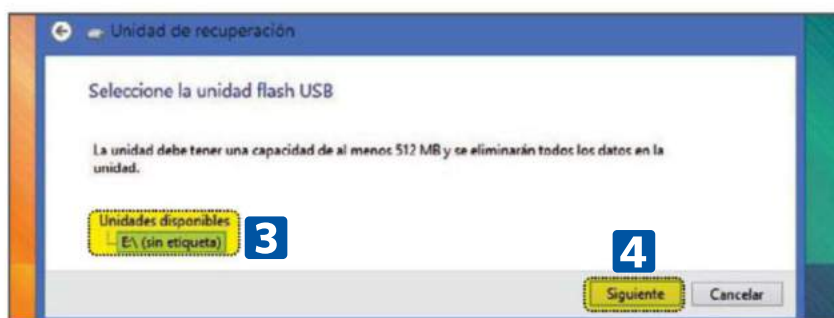 Unidad de recuperación
Seleccione la unidad flash USB
La unidad debe tener una capacidad de al menos 512 MB y se eliminarán todos los datos en la
unidad.
Unidades disponibles
E:\ (sin etiqueta)
3
4
Siguiente
Cancelar